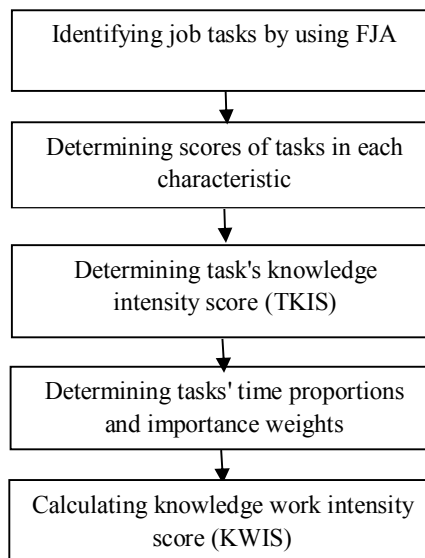 Identifying job tasks by using FJA
Determining scores of tasks in each
characteristic
Determining task's knowledge
intensity score (TKIS)
Determining tasks' time proportions
and importance weights
Calculating knowledge work intensity
score (KWIS)